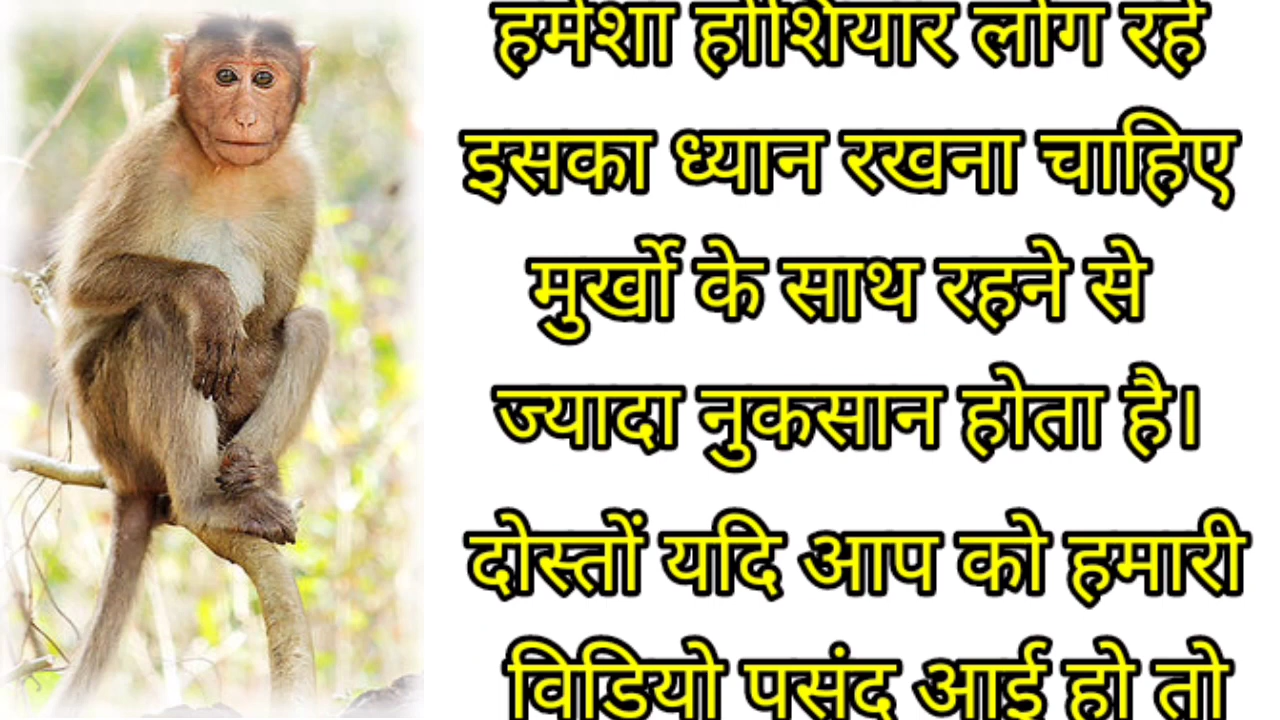 हमेशा होशियार लोग रहे
इसका ध्यान रखना चाहिए
मुर्खो के साथ रहने से
ज्यादा नुकसान होता है।
दोस्तों यदि आप को हमारी
विडियो पसंद आई हो तो